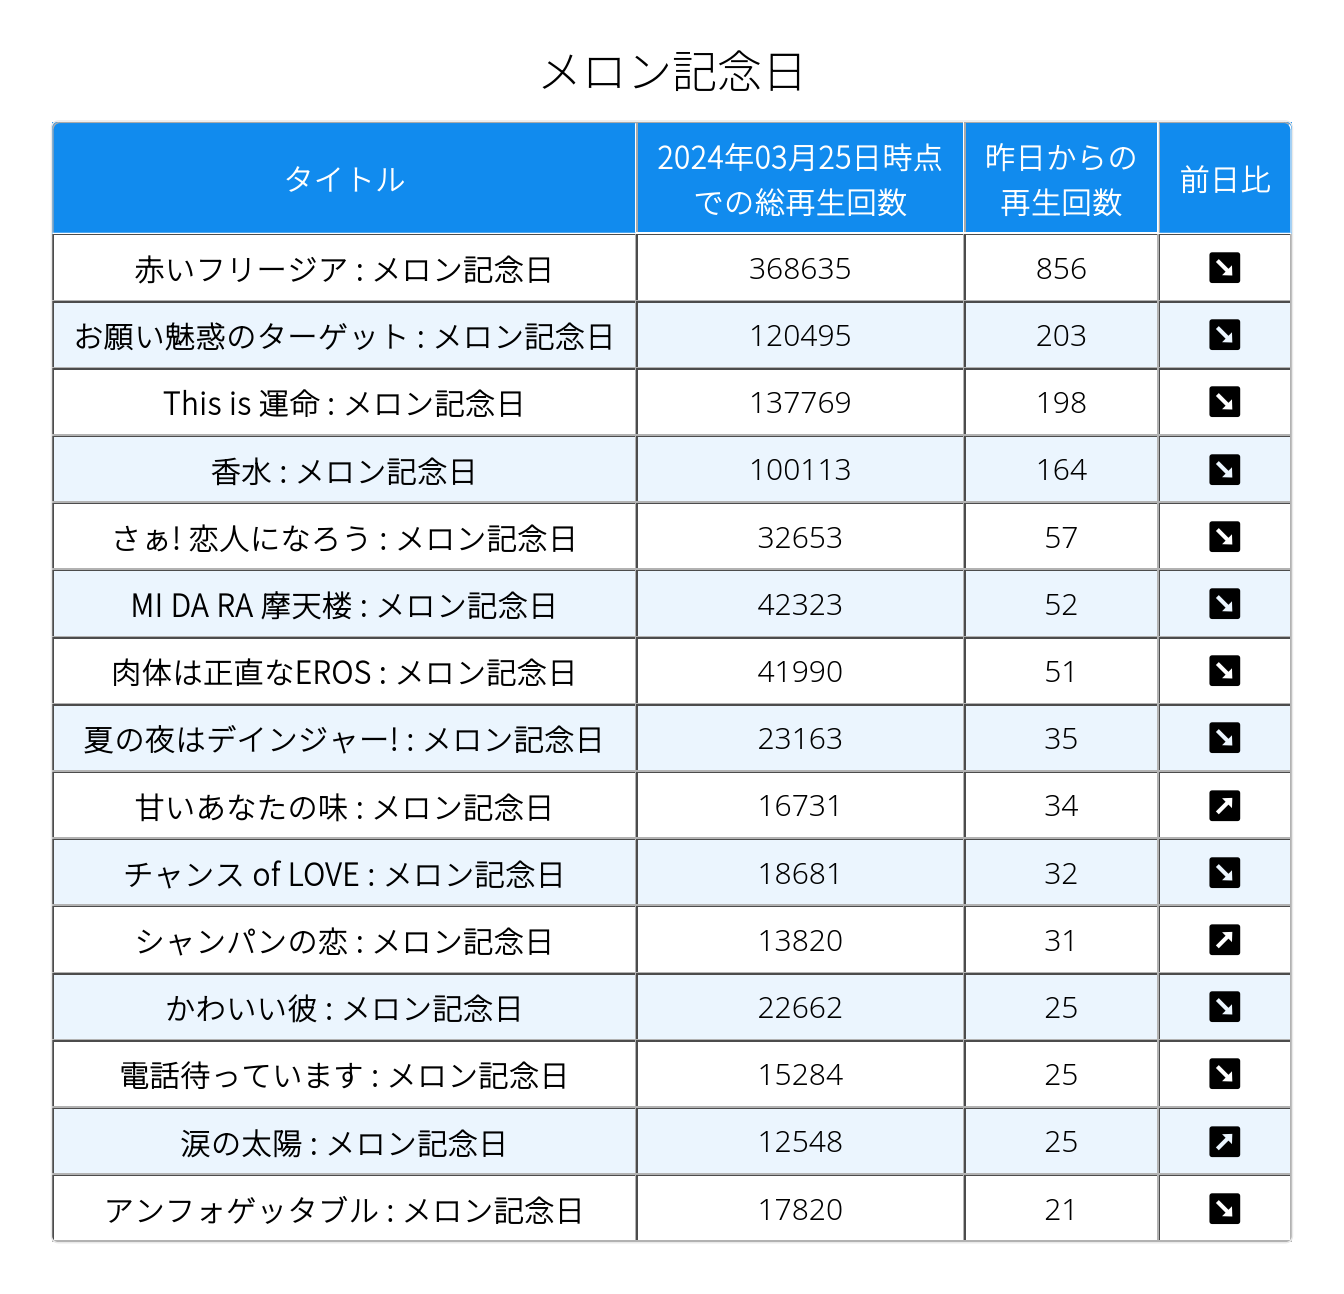 メロン記念日
タイトル 2024年03月25日時点での総再生回数 昨日からの再生回数 前日比
赤いフリージア : メロン記念日 368635 856 ↘
お願い魅惑のターゲット : メロン記念日 120495 203 ↘
This is 運命 : メロン記念日 137769 198 ↘
香水 : メロン記念日 100113 164 ↘
さぁ! 恋人になろう : メロン記念日 32653 57 ↘
MI DA RA 摩天楼 : メロン記念日 42323 52 ↘
肉体は正直なEROS : メロン記念日 41990 51 ↘
夏の夜はデインジャー! : メロン記念日 23163 35 ↘
甘いあなたの味 : メロン記念日 16731 34 ↗
チャンス of LOVE : メロン記念日 18681 32 ↘
シャンパンの恋 : メロン記念日 13820 31 ↗
かわいい彼 : メロン記念日 22662 25 ↘
電話待っています : メロン記念日 15284 25 ↘
涙の太陽 : メロン記念日 12548 25 ↗
アンフォゲッタブル : メロン記念日 17820 21 ↘